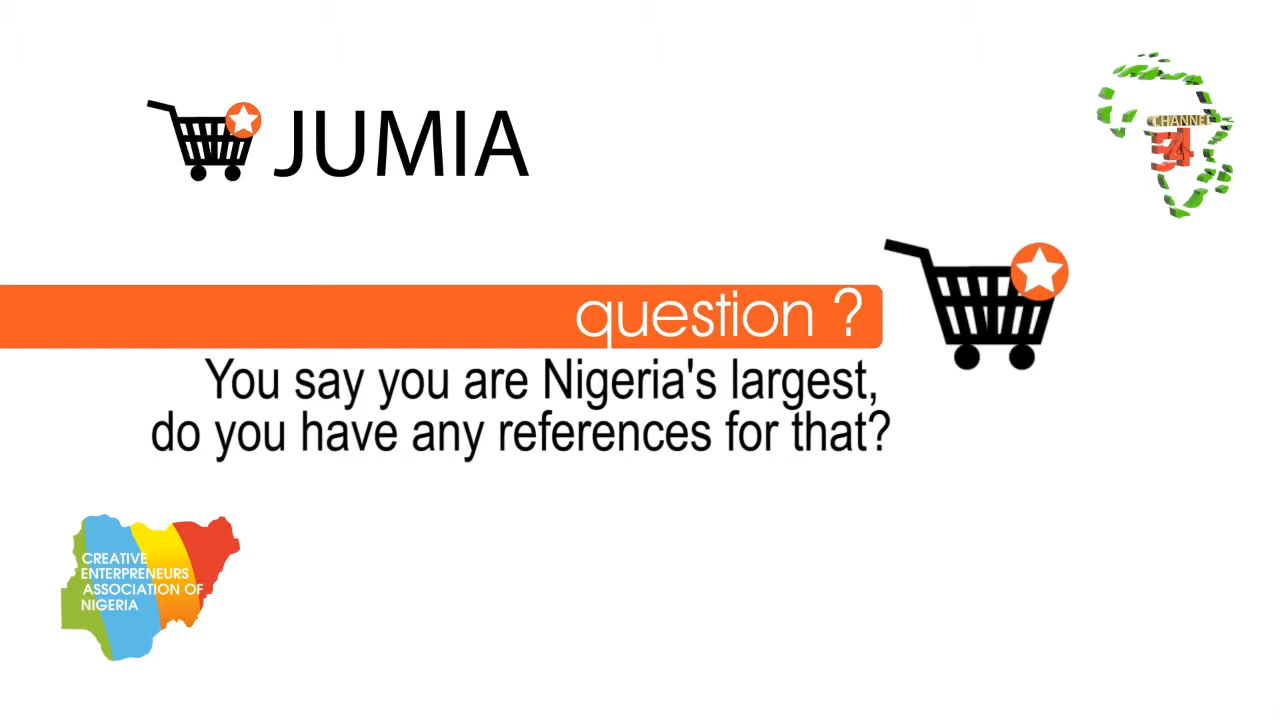 JUMIA
CHANNEL
54
question ?
You say you are Nigeria's largest,
do you have any references for that?
CREATIVE
ENTERPRENEURS
ASSOCIATION OF
NIGERIA